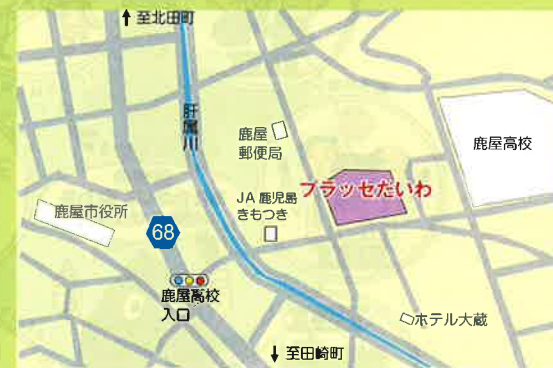 ↑ 至北田町
肝属川
鹿屋
郵便局
鹿屋高校
JA 鹿児島
きもつき
プラッセだいわ
鹿屋市役所
68
鹿屋高校
入口
ホテル大蔵
↓ 至田崎町